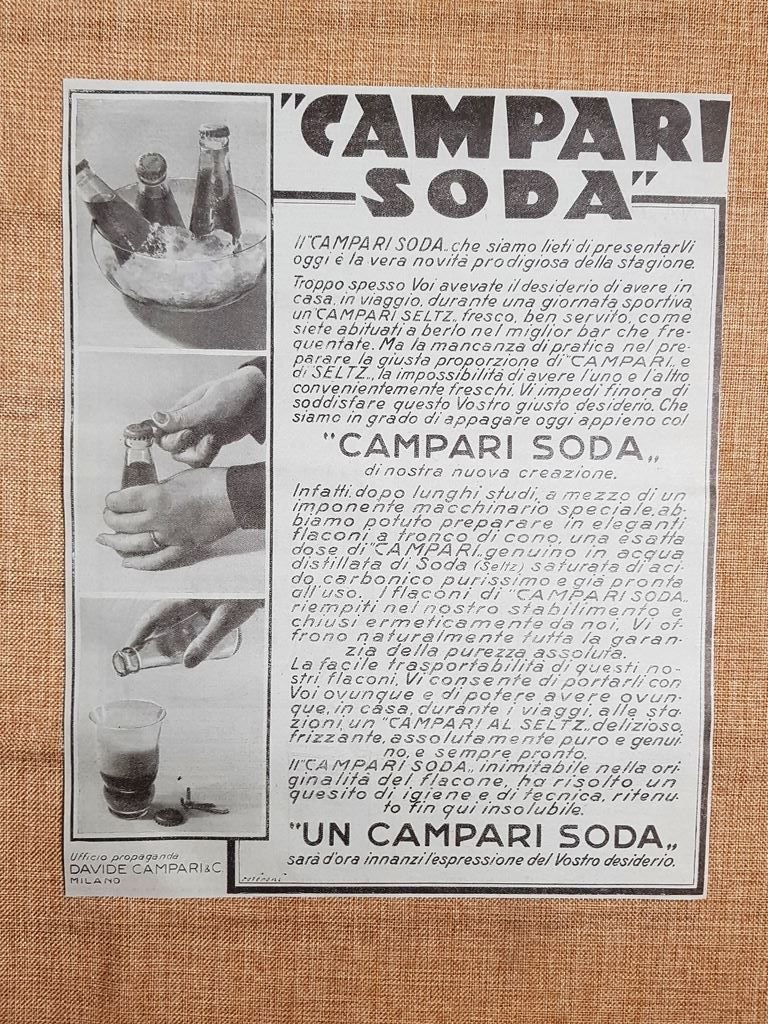 "CAMPARI
SODA"
Il "CAMPARI SODA„ che siamo lieti di presentarVi
oggi è la vera novità prodigiosa della stagione.
Troppo spesso Voi avevate il desiderio di avere in
casa, in viaggio, durante una giornata sportiva,
un "CAMPARI SELTZ„ fresco, ben servito, come
siete abituati a berlo nel miglior bar che fre-
quentate. Ma la mancanza di pratica nel pre-
parare la giusta proporzione di "CAMPARI„ e
di SELTZ„, la impossibilità di avere l'uno e l'altro
convenientemente freschi, Vi impedì finora di
soddisfare questo Vostro giusto desiderio. Che
siamo in grado di appagare oggi appieno col
"CAMPARI SODA„
di nostra nuova creazione.
Infatti, dopo lunghi studi, a mezzo di un
imponente macchinario speciale, ab-
biamo potuto preparare in eleganti
flaconi a tronco di cono, una esatta
dose di "CAMPARI„ genuino in acqua
distillata di Soda (Seltz) saturata di aci-
do carbonico purissimo e già pronta
all'uso. I flaconi di "CAMPARI SODA„
riempiti nel nostro stabilimento e
chiusi ermeticamente da noi, Vi of-
frono naturalmente tutta la garan-
zia della purezza assoluta.
La facile trasportabilità di questi no-
stri flaconi, Vi consente di portarli con
Voi ovunque e di potere avere ovun-
que, in casa, durante i viaggi, alle sta-
zioni, un "CAMPARI AL SELTZ„ delizioso,
frizzante, assolutamente puro e genui-
no, e sempre pronto.
Il "CAMPARI SODA„, inimitabile nella ori-
ginalità del flacone, ha risolto un
quesito di igiene e di tecnica, ritenu-
to fin qui insolubile.
"UN CAMPARI SODA„
sarà d'ora innanzi l'espressione del Vostro desiderio.
Ufficio propaganda
DAVIDE CAMPARI & C.
MILANO